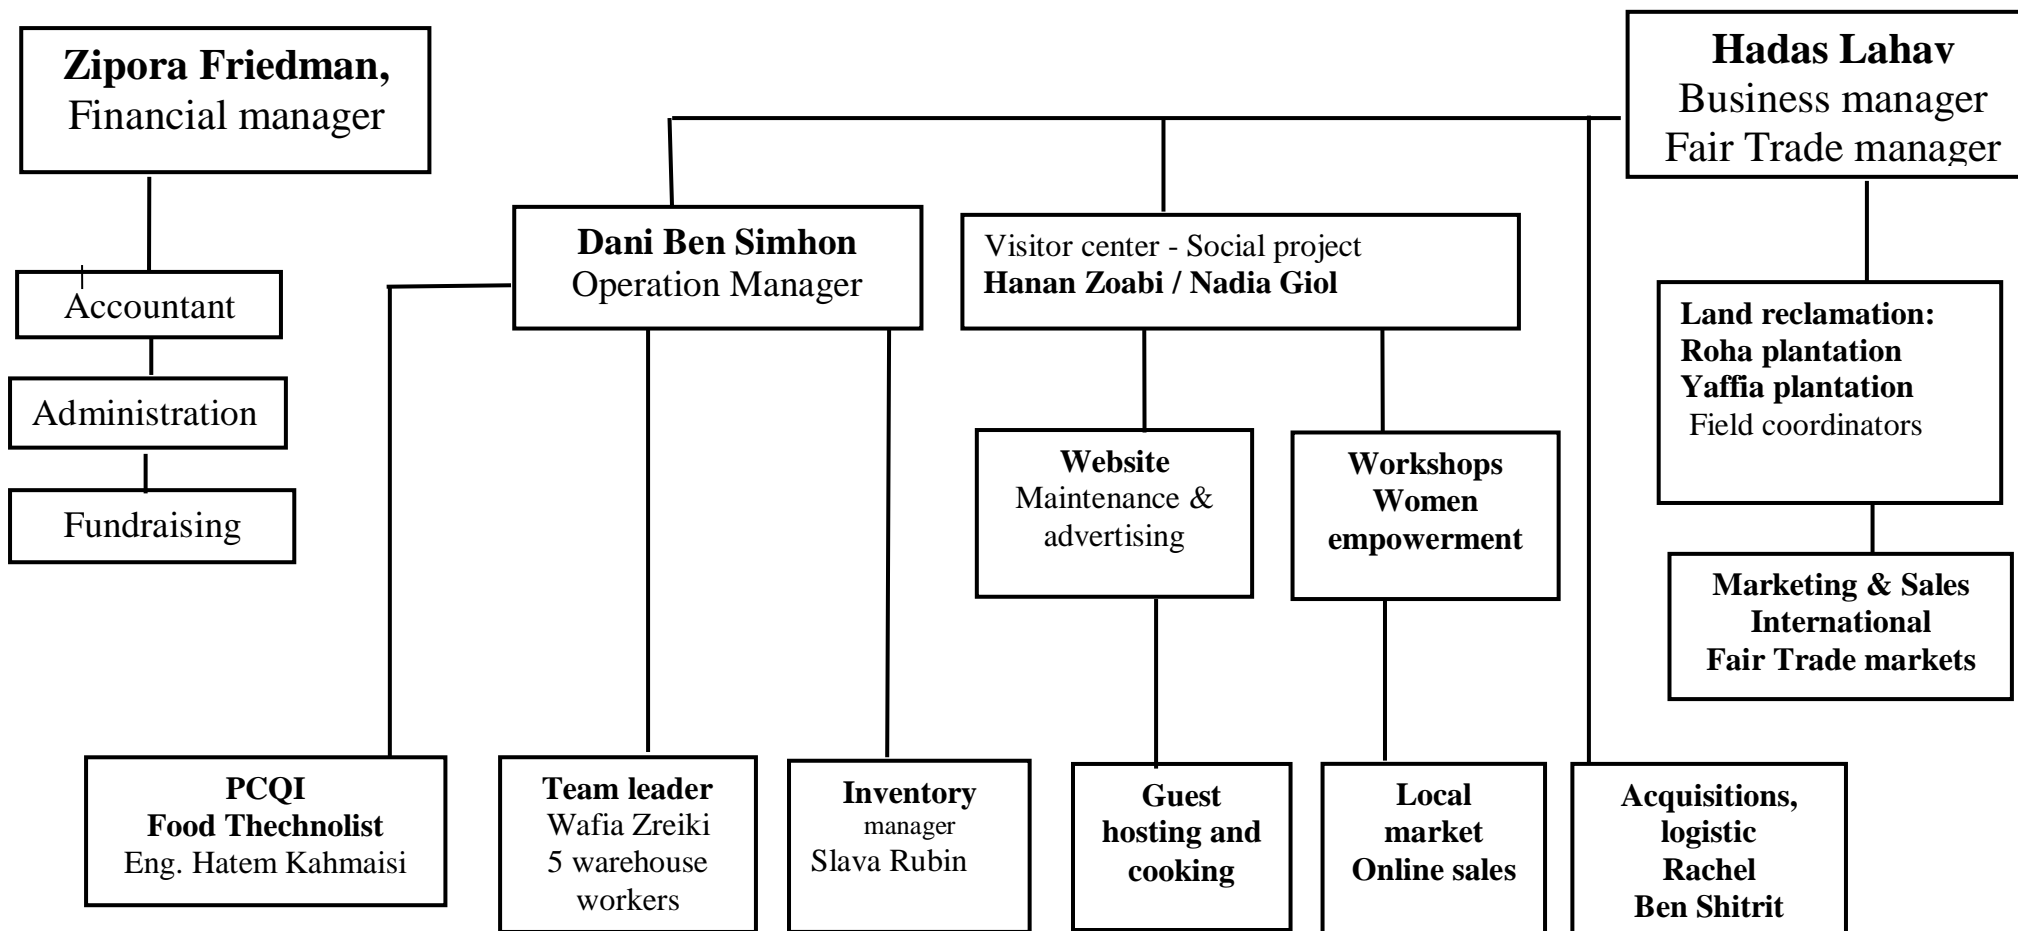 Zipora Friedman,
Financial manager
Hadas Lahav
Business manager
Fair Trade manager
Dani Ben Simhon
Operation Manager
Visitor center - Social project
Hanan Zoabi / Nadia Giol
Accountant
Administration
Fundraising
Land reclamation:
Roha plantation
Yaffia plantation
Field coordinators
Website
Maintenance &
advertising
Workshops
Women
empowerment
Marketing & Sales
International
Fair Trade markets
PCQI
Food Thechnolist
Eng. Hatem Kahmaisi
Team leader
Wafia Zreiki
5 warehouse
workers
Inventory
manager
Slava Rubin
Guest
hosting and
cooking
Local
market
Online sales
Acquisitions,
logistic
Rachel
Ben Shitrit